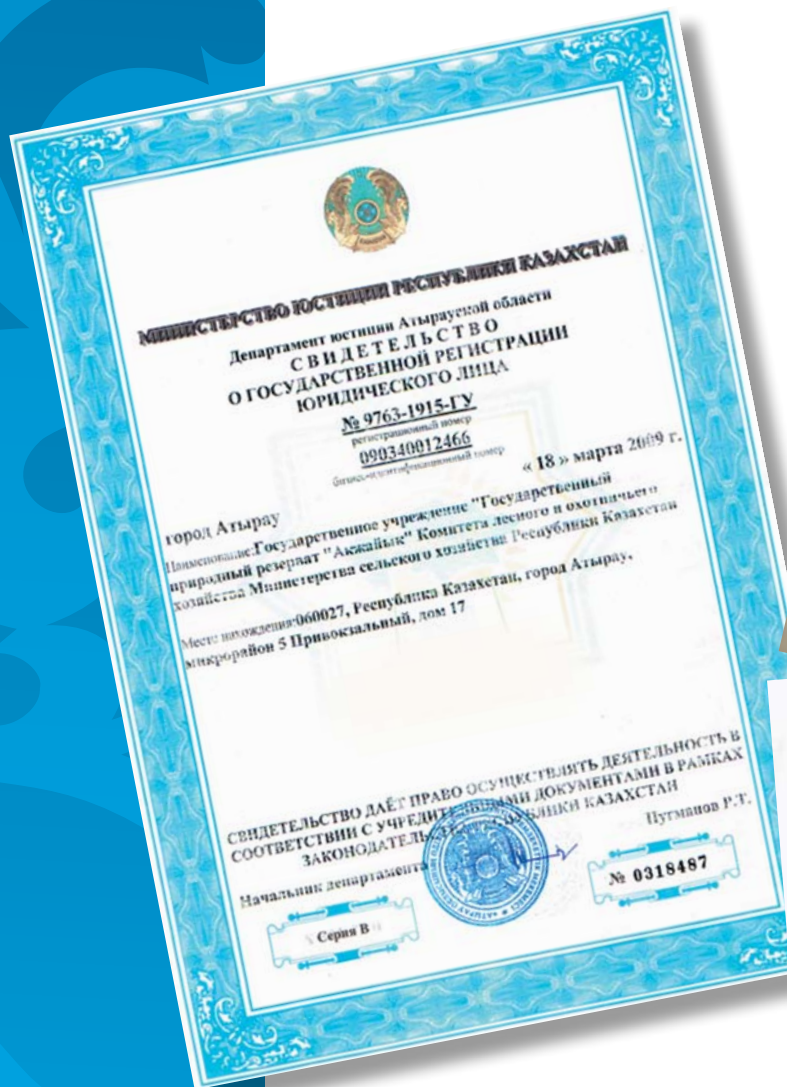 МИНИСТЕРСТВО ЮСТИЦИИ РЕСПУБЛИКИ КАЗАХСТАН
Департамент юстиции Атырауской области
СВИДЕТЕЛЬСТВО
О ГОСУДАРСТВЕННОЙ РЕГИСТРАЦИИ
ЮРИДИЧЕСКОГО ЛИЦА
№ 9763-1915-ГУ
регистрационный номер
090340012466
бизнес-идентификационный номер
« 18 » марта 2009 г.
город Атырау
Наименование:Государственное учреждение "Государственный
природный резерват "Акжайык" Комитета лесного и охотничьего
хозяйства Министерства сельского хозяйства Республики Казахстан
Место нахождения:060027, Республика Казахстан, город Атырау,
микрорайон 5 Привокзальный, дом 17
СВИДЕТЕЛЬСТВО ДАЁТ ПРАВО ОСУЩЕСТВЛЯТЬ ДЕЯТЕЛЬНОСТЬ В
СООТВЕТСТВИИ С УЧРЕДИТЕЛЬНЫМИ ДОКУМЕНТАМИ В РАМКАХ
КАЗАХСТАН
Начальник департамента
Р.Т.
Серия В
№ 0318487